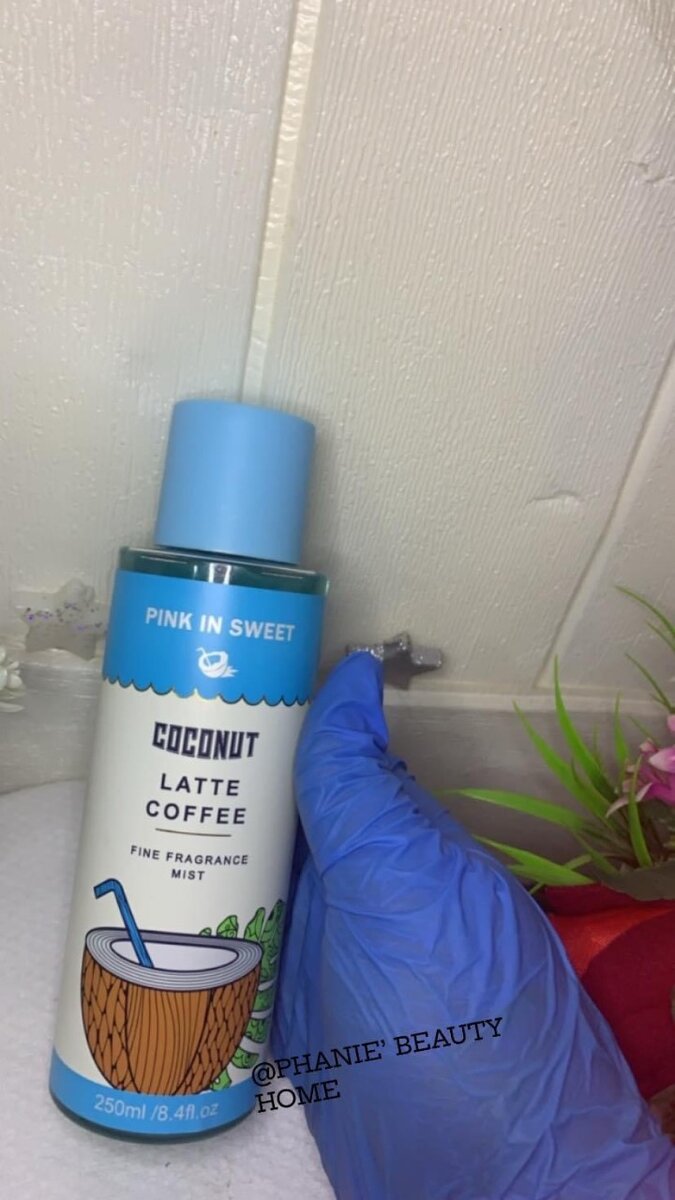 PINK IN SWEET
COCONUT
LATTE
COFFEE
FINE FRAGRANCE
MIST
250ml /8.4fl.oz
@PHANIE' BEAUTY
HOME